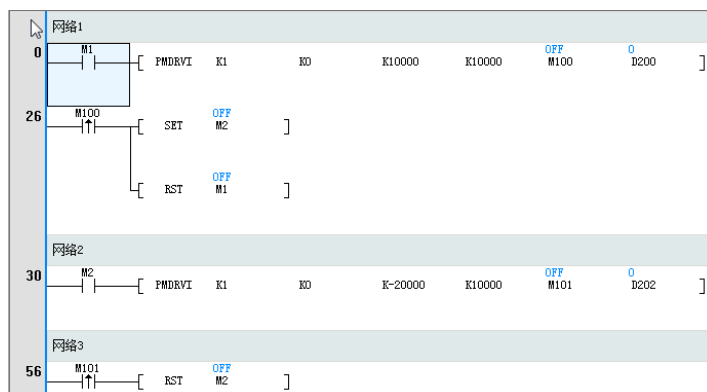 网络1
0 M1 OFF 0
[ PMDRVI K1 K0 K10000 K10000 M100 D200 ]
26 M100 OFF
[ SET M2 ]
OFF
[ RST M1 ]
网络2
30 M2 OFF 0
[ PMDRVI K1 K0 K-20000 K10000 M101 D202 ]
网络3
56 M101 OFF
[ RST M2 ]